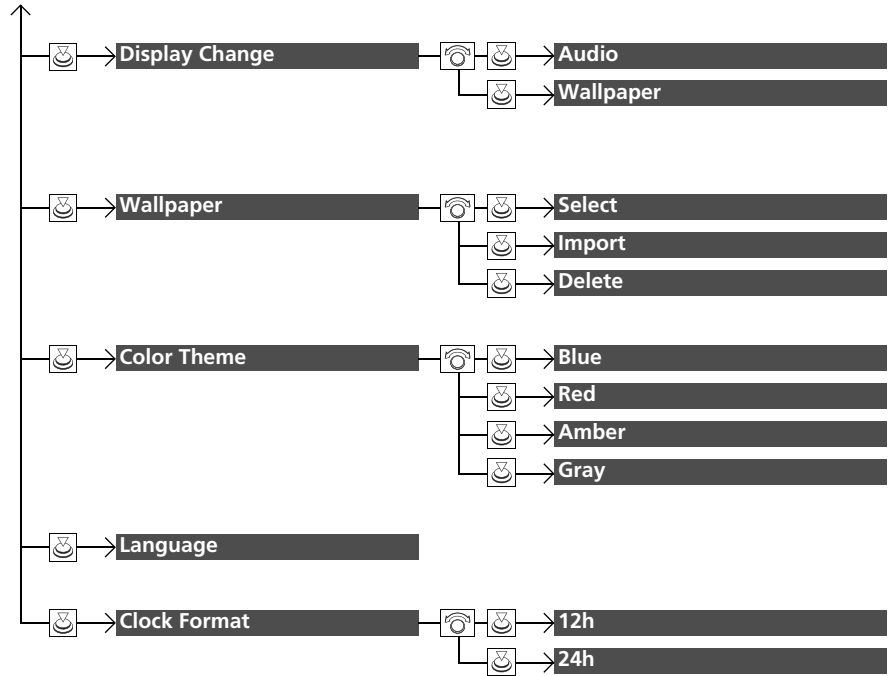 Display Change
Audio
Wallpaper
Wallpaper
Select
Import
Delete
Color Theme
Blue
Red
Amber
Gray
Language
Clock Format
12h
24h